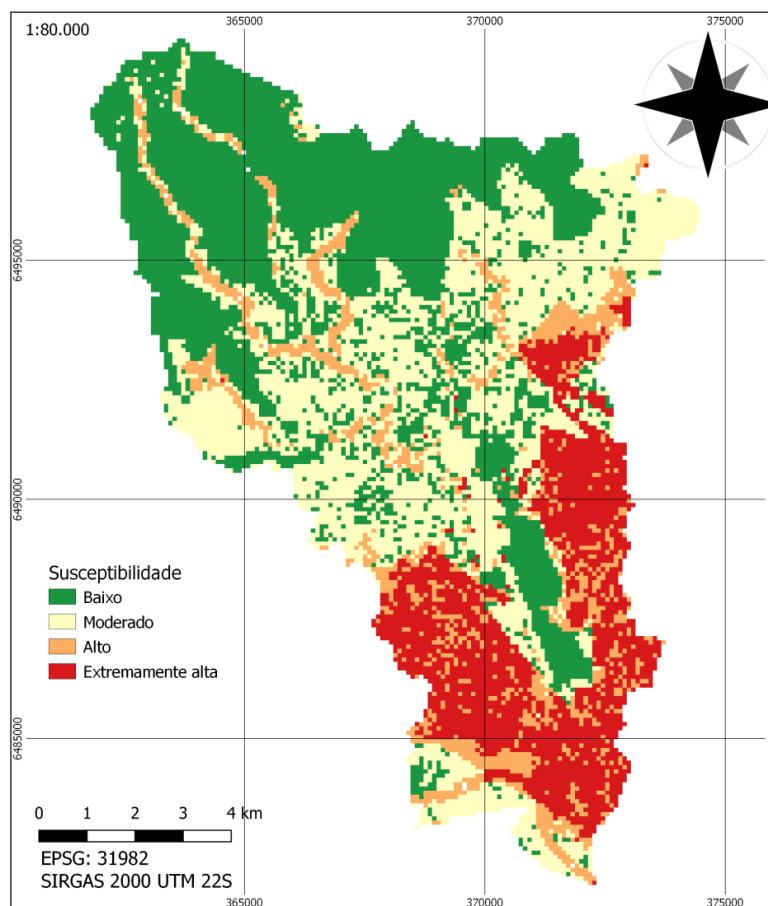 365000
370000
375000
1:80.000
6495000
6490000
Susceptibilidade
Baixo
Moderado
Alto
Extremamente alta
6485000
0 1 2 3 4 km
EPSG: 31982
SIRGAS 2000 UTM 22S
365000
370000
375000